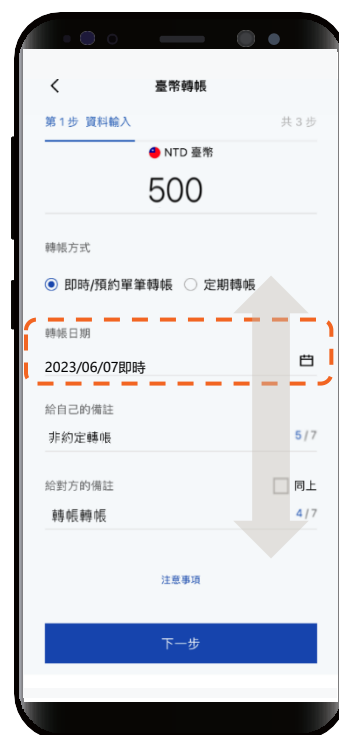 臺幣轉帳
第1步 資料輸入 共3步
NTD 臺幣
500
轉帳方式
即時/預約單筆轉帳 定期轉帳
轉帳日期
2023/06/07即時
給自己的備註
非約定轉帳 5/7
給對方的備註 同上
轉帳轉帳 4/7
注意事項
下一步